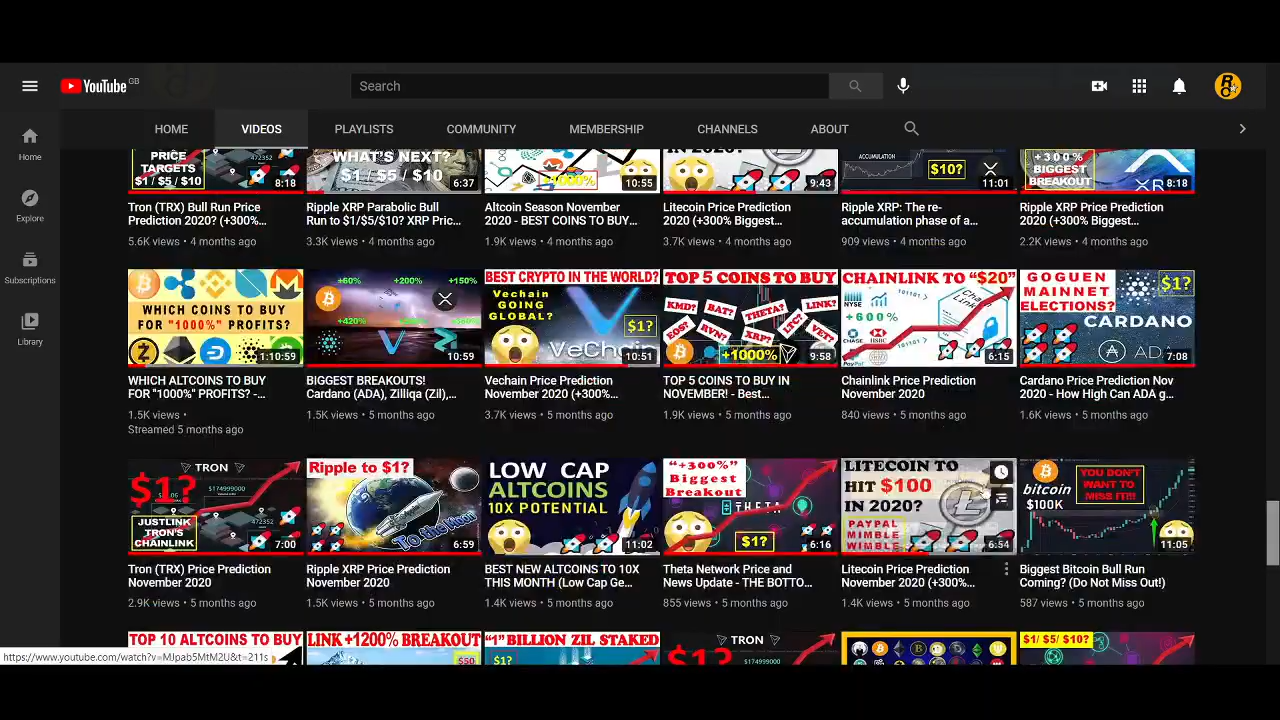 YouTube GB
Search
HOME
VIDEOS
PLAYLISTS
COMMUNITY
MEMBERSHIP
CHANNELS
ABOUT
Home
Explore
Subscriptions
Library
PRICE
TARGETS
$1 / $5 / $10
8:18
Tron (TRX) Bull Run Price
Prediction 2020? (+300%...
5.6K views • 4 months ago
WHAT'S NEXT?
$1 / $5 / $10
6:37
Ripple XRP Parabolic Bull
Run to $1/$5/$10? XRP Pric...
3.3K views • 4 months ago
+1000%
10:55
Altcoin Season November
2020 - BEST COINS TO BUY...
1.9K views • 4 months ago
IN 2020?
9:43
Litecoin Price Prediction
2020 (+300% Biggest...
3.7K views • 4 months ago
ACCUMULATION
$10?
11:01
Ripple XRP: The re-
accumulation phase of a...
909 views • 4 months ago
+300%
BIGGEST
BREAKOUT
8:18
Ripple XRP Price Prediction
2020 (+300% Biggest...
2.2K views • 4 months ago
WHICH COINS TO BUY
FOR "1000%" PROFITS?
1:10:59
WHICH ALTCOINS TO BUY
FOR "1000%" PROFITS? -...
1.5K views •
Streamed 5 months ago
+60%
+200%
+150%
+420%
10:59
BIGGEST BREAKOUTS!
Cardano (ADA), Zilliqa (Zil),...
1.5K views • 5 months ago
BEST CRYPTO IN THE WORLD?
Vechain
GOING
GLOBAL?
$1?
VeChain
10:51
Vechain Price Prediction
November 2020 (+300%...
3.7K views • 5 months ago
TOP 5 COINS TO BUY
KMD?
BAT?
THETA?
LINK?
EOS?
RVN?
XRP?
LTC?
VET?
+1000%
9:58
TOP 5 COINS TO BUY IN
NOVEMBER! - Best...
1.9K views • 5 months ago
CHAINLINK TO "$20"
NYSE
+600%
CHASE
HSBC
PayPal
6:15
Chainlink Price Prediction
November 2020
840 views • 5 months ago
GOGUEN
MAINNET
ELECTIONS?
$1?
CARDANO
ADA
7:08
Cardano Price Prediction Nov
2020 - How High Can ADA g...
1.6K views • 5 months ago
TRON
$1?
$174999000
472352
JUSTLINK
TRON'S
CHAINLINK
7:00
Tron (TRX) Price Prediction
November 2020
2.9K views • 5 months ago
Ripple to $1?
To the Moon!
6:59
Ripple XRP Price Prediction
November 2020
1.5K views • 5 months ago
LOW CAP
ALTCOINS
10X POTENTIAL
11:02
BEST NEW ALTCOINS TO 10X
THIS MONTH (Low Cap Ge...
1.4K views • 5 months ago
"+300%"
Biggest
Breakout
THETA
$1?
6:16
Theta Network Price and
News Update - THE BOTTO...
855 views • 5 months ago
LITECOIN TO
HIT $100
IN 2020?
PAYPAL
MIMBLE
WIMBLE
6:54
Litecoin Price Prediction
November 2020 (+300%...
1.4K views • 5 months ago
bitcoin
$100K
YOU DON'T
WANT TO
MISS IT!!!
11:05
Biggest Bitcoin Bull Run
Coming? (Do Not Miss Out!)
587 views • 5 months ago
TOP 10 ALTCOINS TO BUY
LINK +1200% BREAKOUT
$50
"1" BILLION ZIL STAKED
$1?
TRON
$174999000
$1/ $5/ $10?
https://www.youtube.com/watch?v=MJpab5MtM2U&t=211s